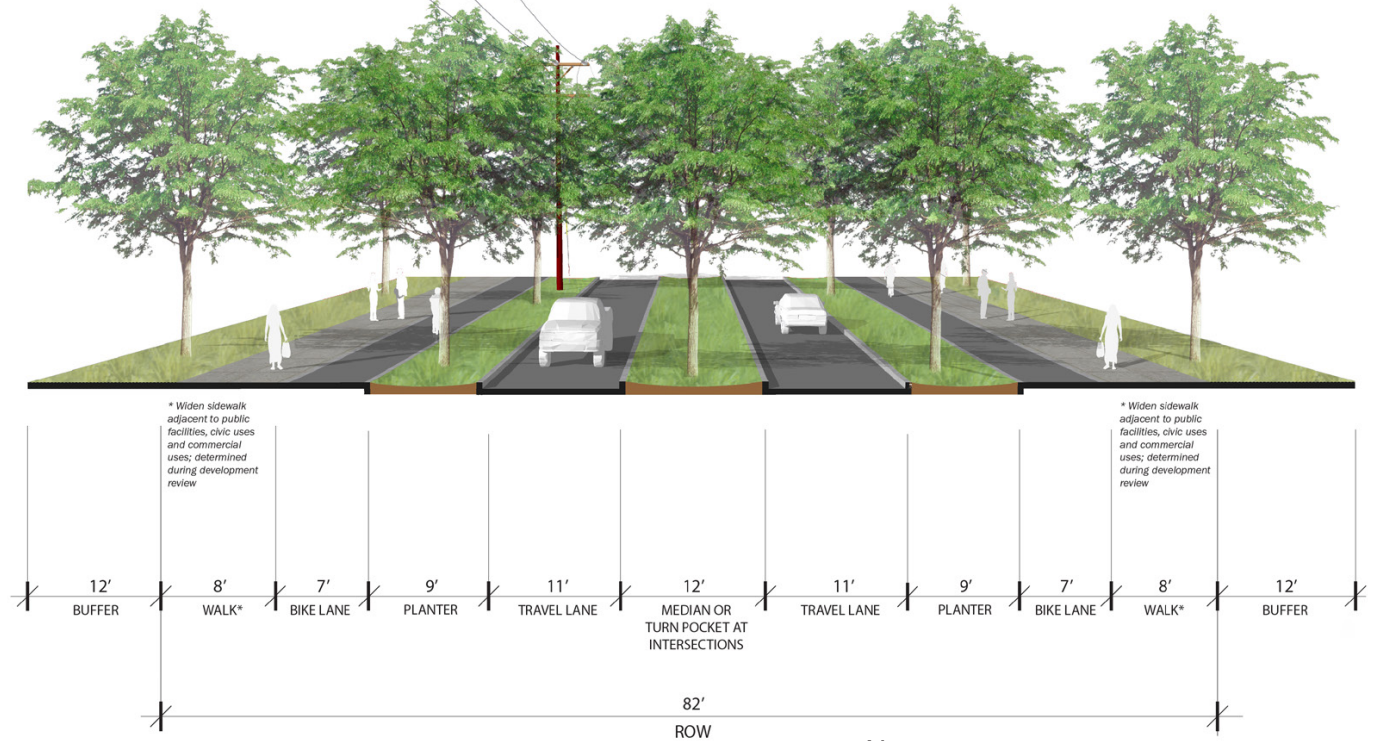 * Widen sidewalk
adjacent to public
facilities, civic uses
and commercial
uses; determined
during development
review
* Widen sidewalk
adjacent to public
facilities, civic uses
and commercial
uses; determined
during development
review
12’ 8’ 7’ 9’ 11’ 12’ 11’ 9’ 7’ 8’ 12’
BUFFER WALK* BIKE LANE PLANTER TRAVEL LANE MEDIAN OR TRAVEL LANE PLANTER BIKE LANE WALK* BUFFER
TURN POCKET AT
INTERSECTIONS
82’
ROW